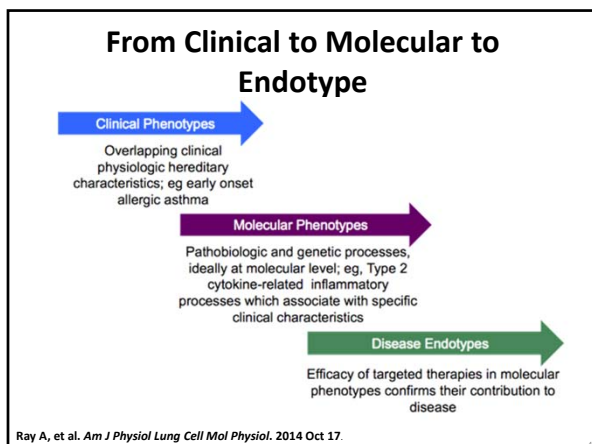 From Clinical to Molecular to
Endotype
Clinical Phenotypes
Overlapping clinical
physiologic hereditary
characteristics; eg early onset
allergic asthma
Molecular Phenotypes
Pathobiologic and genetic processes,
ideally at molecular level; eg, Type 2
cytokine-related inflammatory
processes which associate with specific
clinical characteristics
Disease Endotypes
Efficacy of targeted therapies in molecular
phenotypes confirms their contribution to
disease
Ray A, et al. Am J Physiol Lung Cell Mol Physiol. 2014 Oct 17.